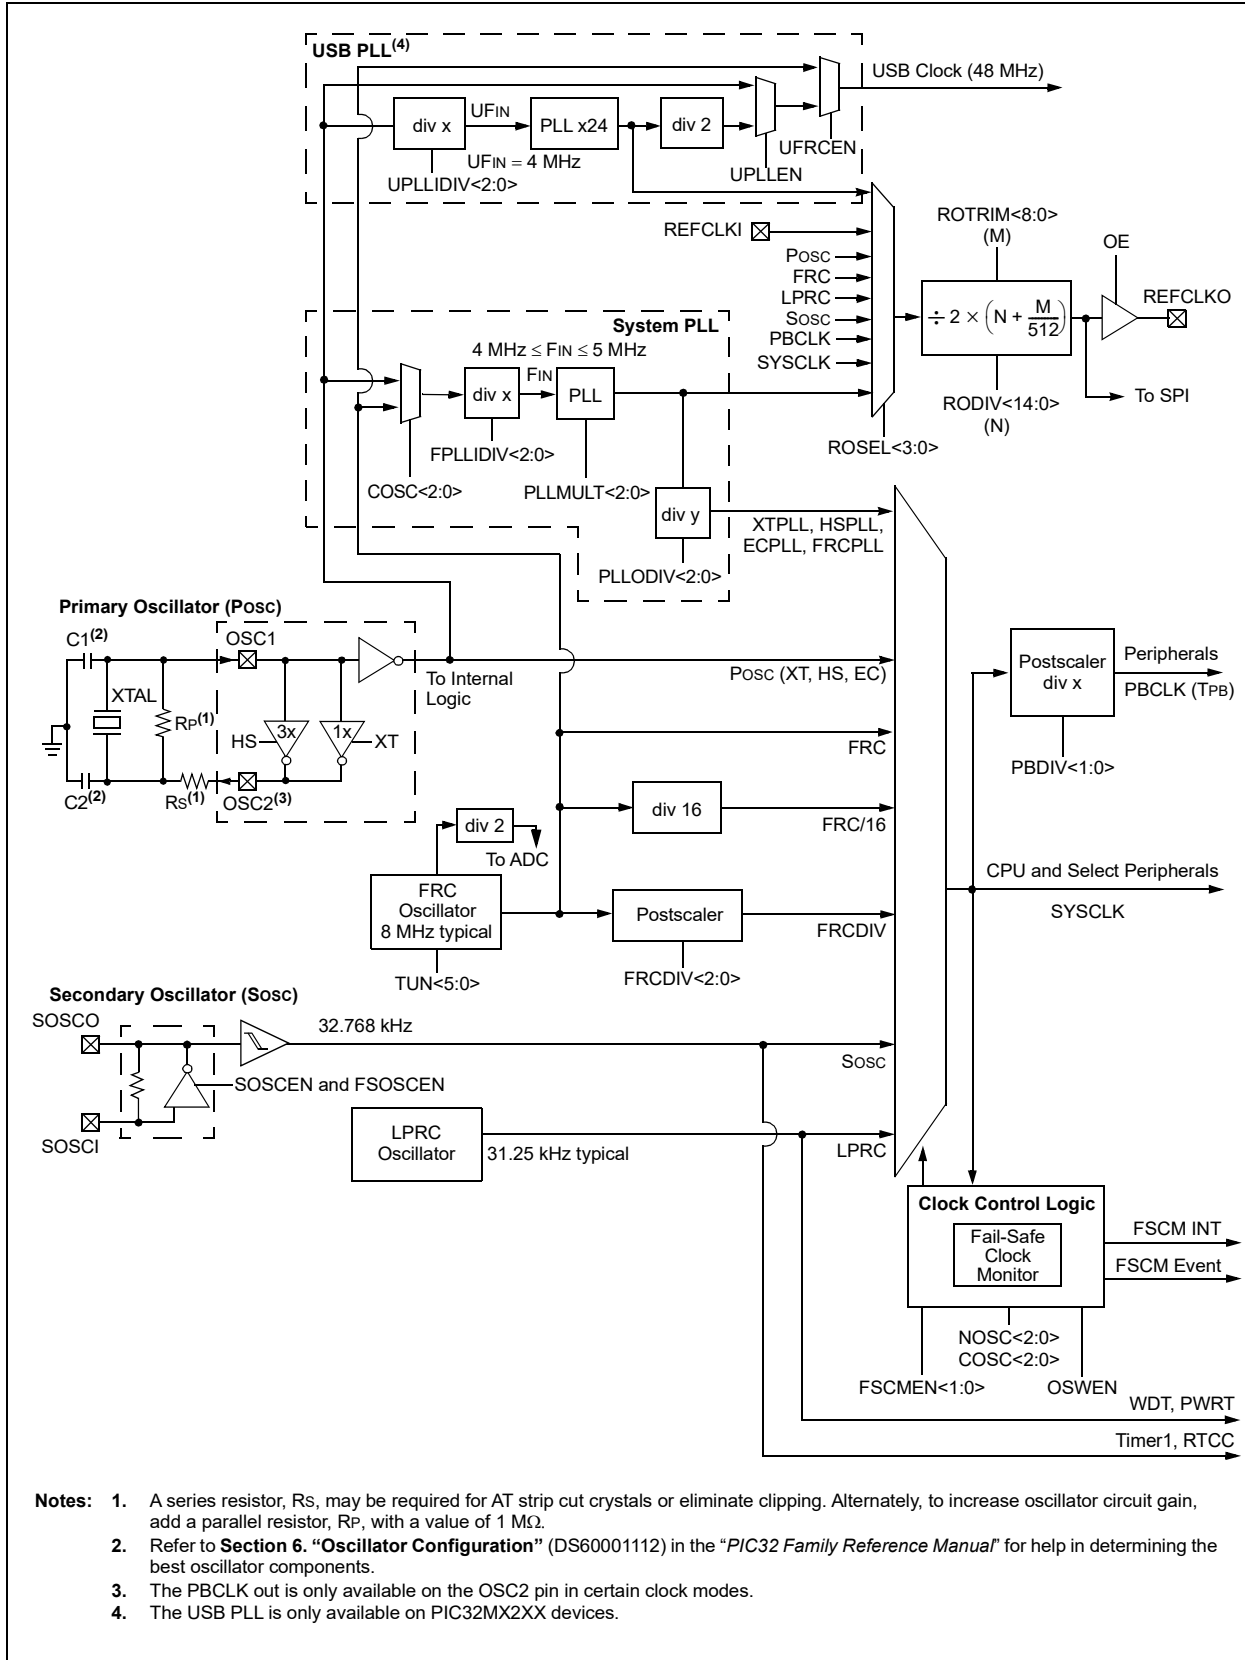 USB PLL(4)
USB Clock (48 MHz)
div x
UFIN
PLL x24
div 2
UFIN = 4 MHz
UFRCEN
UPLLEN
UPLLIDIV<2:0>
REFCLKI
POSC
FRC
LPRC
SOSC
PBCLK
SYSCLK
ROTRIM<8:0>
(M)
OE
REFCLKO
÷ 2 × (N + M/512)
To SPI
RODIV<14:0>
(N)
ROSEL<3:0>
System PLL
4 MHz ≤ FIN ≤ 5 MHz
FIN
div x
PLL
FPLLIDIV<2:0>
COSC<2:0>
PLLMULT<2:0>
div y
XTPLL, HSPLL,
ECPLL, FRCPLL
PLLODIV<2:0>
Primary Oscillator (POSC)
C1(2)
OSC1
XTAL
RP(1)
3x
1x
HS
XT
C2(2)
RS(1)
OSC2(3)
To Internal
Logic
POSC (XT, HS, EC)
Postscaler
div x
Peripherals
PBCLK (TPB)
PBDIV<1:0>
FRC
div 16
FRC/16
div 2
To ADC
FRC
Oscillator
8 MHz typical
TUN<5:0>
Postscaler
FRCDIV
FRCDIV<2:0>
CPU and Select Peripherals
SYSCLK
Secondary Oscillator (SOSC)
SOSCO
32.768 kHz
SOSC
SOSCEN and FSOSCEN
SOSCI
LPRC
Oscillator
31.25 kHz typical
LPRC
Clock Control Logic
Fail-Safe
Clock
Monitor
FSCM INT
FSCM Event
NOSC<2:0>
COSC<2:0>
FSCMEN<1:0>
OSWEN
WDT, PWRT
Timer1, RTCC
Notes: 1. A series resistor, RS, may be required for AT strip cut crystals or eliminate clipping. Alternately, to increase oscillator circuit gain,
add a parallel resistor, RP, with a value of 1 MΩ.
2. Refer to Section 6. “Oscillator Configuration” (DS60001112) in the “PIC32 Family Reference Manual” for help in determining the
best oscillator components.
3. The PBCLK out is only available on the OSC2 pin in certain clock modes.
4. The USB PLL is only available on PIC32MX2XX devices.